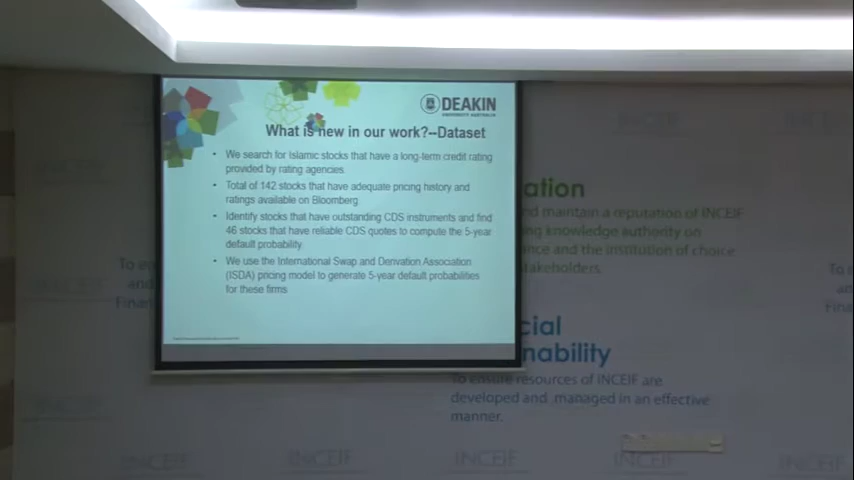 DEAKIN
UNIVERSITY AUSTRALIA
What is new in our work?--Dataset
• We search for Islamic stocks that have a long-term credit rating
provided by rating agencies.
• Total of 142 stocks that have adequate pricing history and
ratings available on Bloomberg.
• Identify stocks that have outstanding CDS instruments and find
46 stocks that have reliable CDS quotes to compute the 5-year
default probability
• We use the International Swap and Derivation Association
(ISDA) pricing model to generate 5-year default probabilities
for these firms
ation
nd maintain a reputation of INCEIF
ng knowledge authority on
nce and the institution of choice
takeholders.
cial
nability
To ensure resources of INCEIF are
developed and managed in an effective
manner.
To e
and
Finan
To
an
Fina
INCEIF
INCEIF
INCEIF
INCEIF
INCEIF